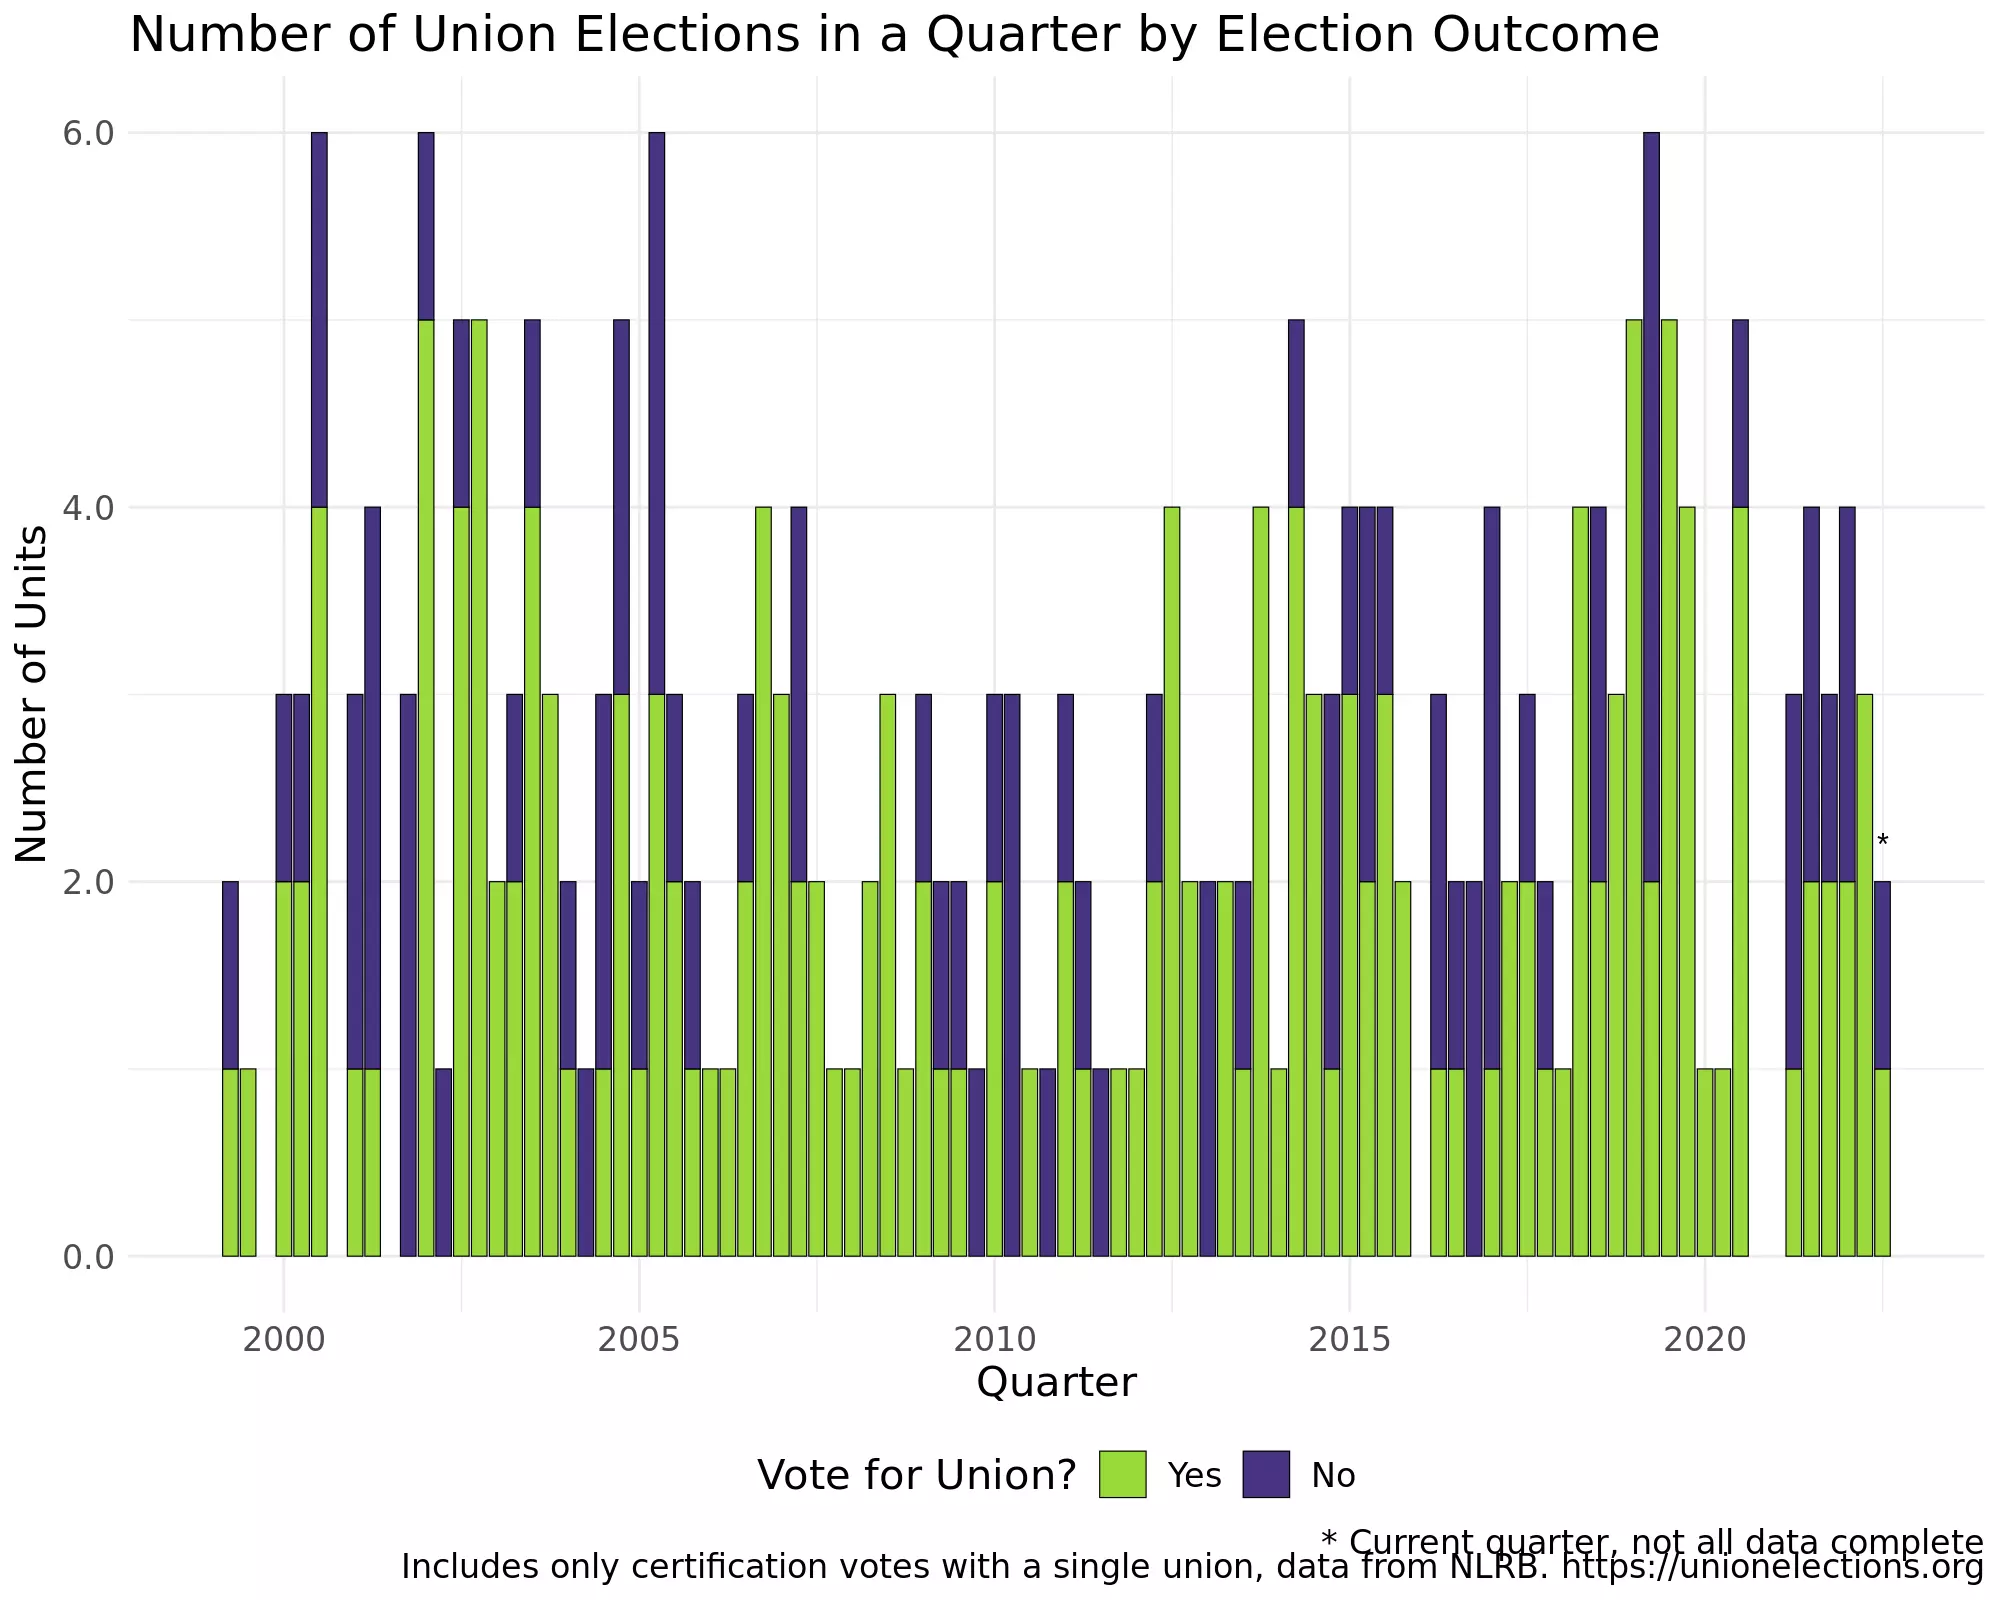 Number of Union Elections in a Quarter by Election Outcome
Number of Units
6.0
4.0
2.0
0.0
*
2000 2005 2010 2015 2020
Quarter
Vote for Union? Yes No
* Current quarter, not all data complete
Includes only certification votes with a single union, data from NLRB. https://unionelections.org